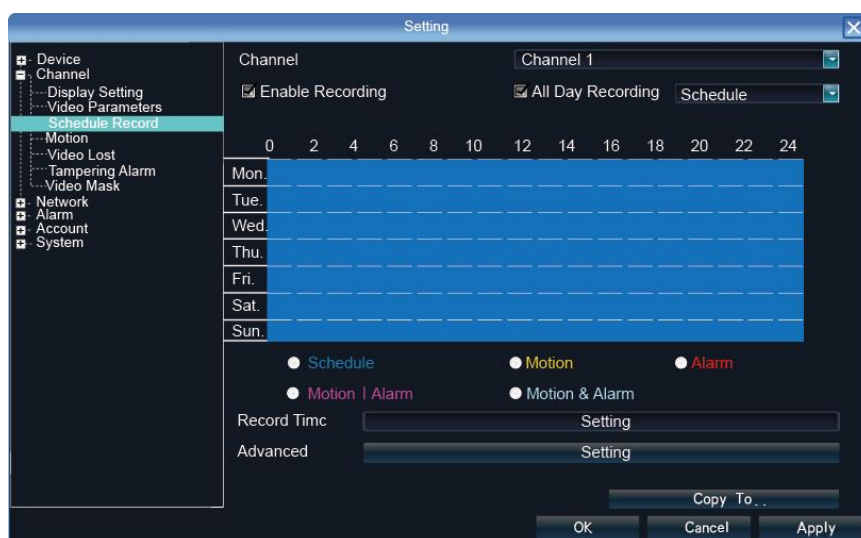 Setting
Device
Channel
Display Setting
Video Parameters
Schedule Record
Motion
Video Lost
Tampering Alarm
Video Mask
Network
Alarm
Account
System
Channel Channel 1
Enable Recording All Day Recording Schedule
0 2 4 6 8 10 12 14 16 18 20 22 24
Mon.
Tue.
Wed.
Thu.
Fri.
Sat.
Sun.
Schedule Motion Alarm
Motion | Alarm Motion & Alarm
Record Timc Setting
Advanced Setting
Copy To..
OK Cancel Apply